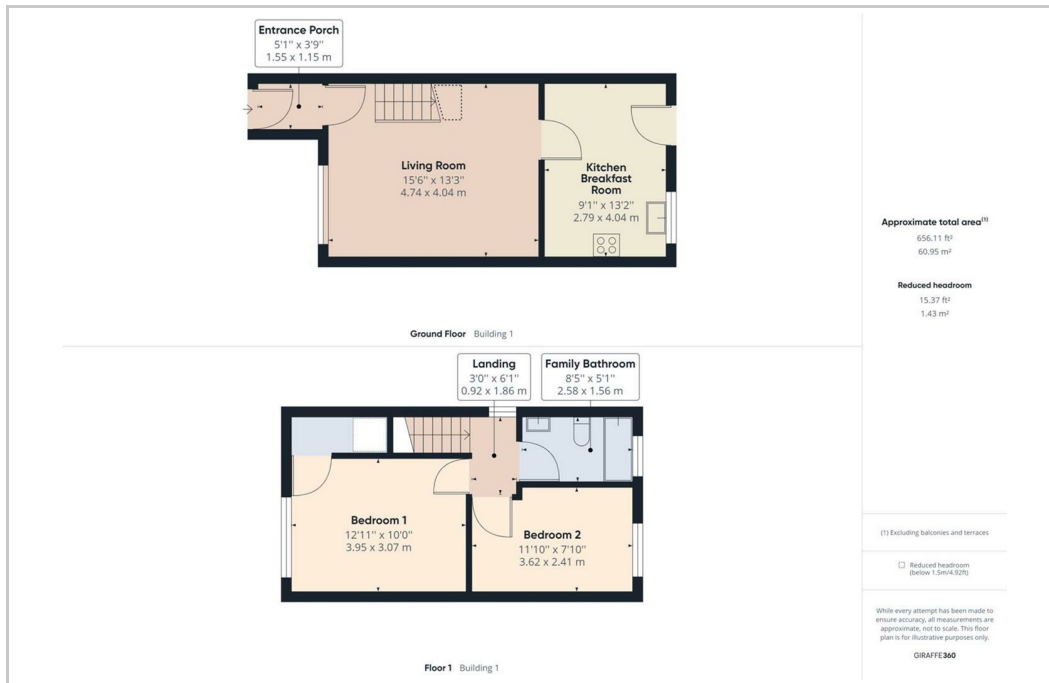 Entrance Porch
5'1'' x 3'9''
1.55 x 1.15 m
Living Room
15'6'' x 13'3''
4.74 x 4.04 m
Kitchen
Breakfast
Room
9'1'' x 13'2''
2.79 x 4.04 m
Ground Floor Building 1
Landing
3'0'' x 6'1''
0.92 x 1.86 m
Family Bathroom
8'5'' x 5'1''
2.58 x 1.56 m
Bedroom 1
12'11'' x 10'0''
3.95 x 3.07 m
Bedroom 2
11'10'' x 7'10''
3.62 x 2.41 m
Floor 1 Building 1
Approximate total area(1)
656.11 ft²
60.95 m²
Reduced headroom
15.37 ft²
1.43 m²
(1) Excluding balconies and terraces
Reduced headroom
(below 1.5m/4.92ft)
While every attempt has been made to
ensure accuracy, all measurements are
approximate, not to scale. This floor
plan is for illustrative purposes only.
GIRAFFE360